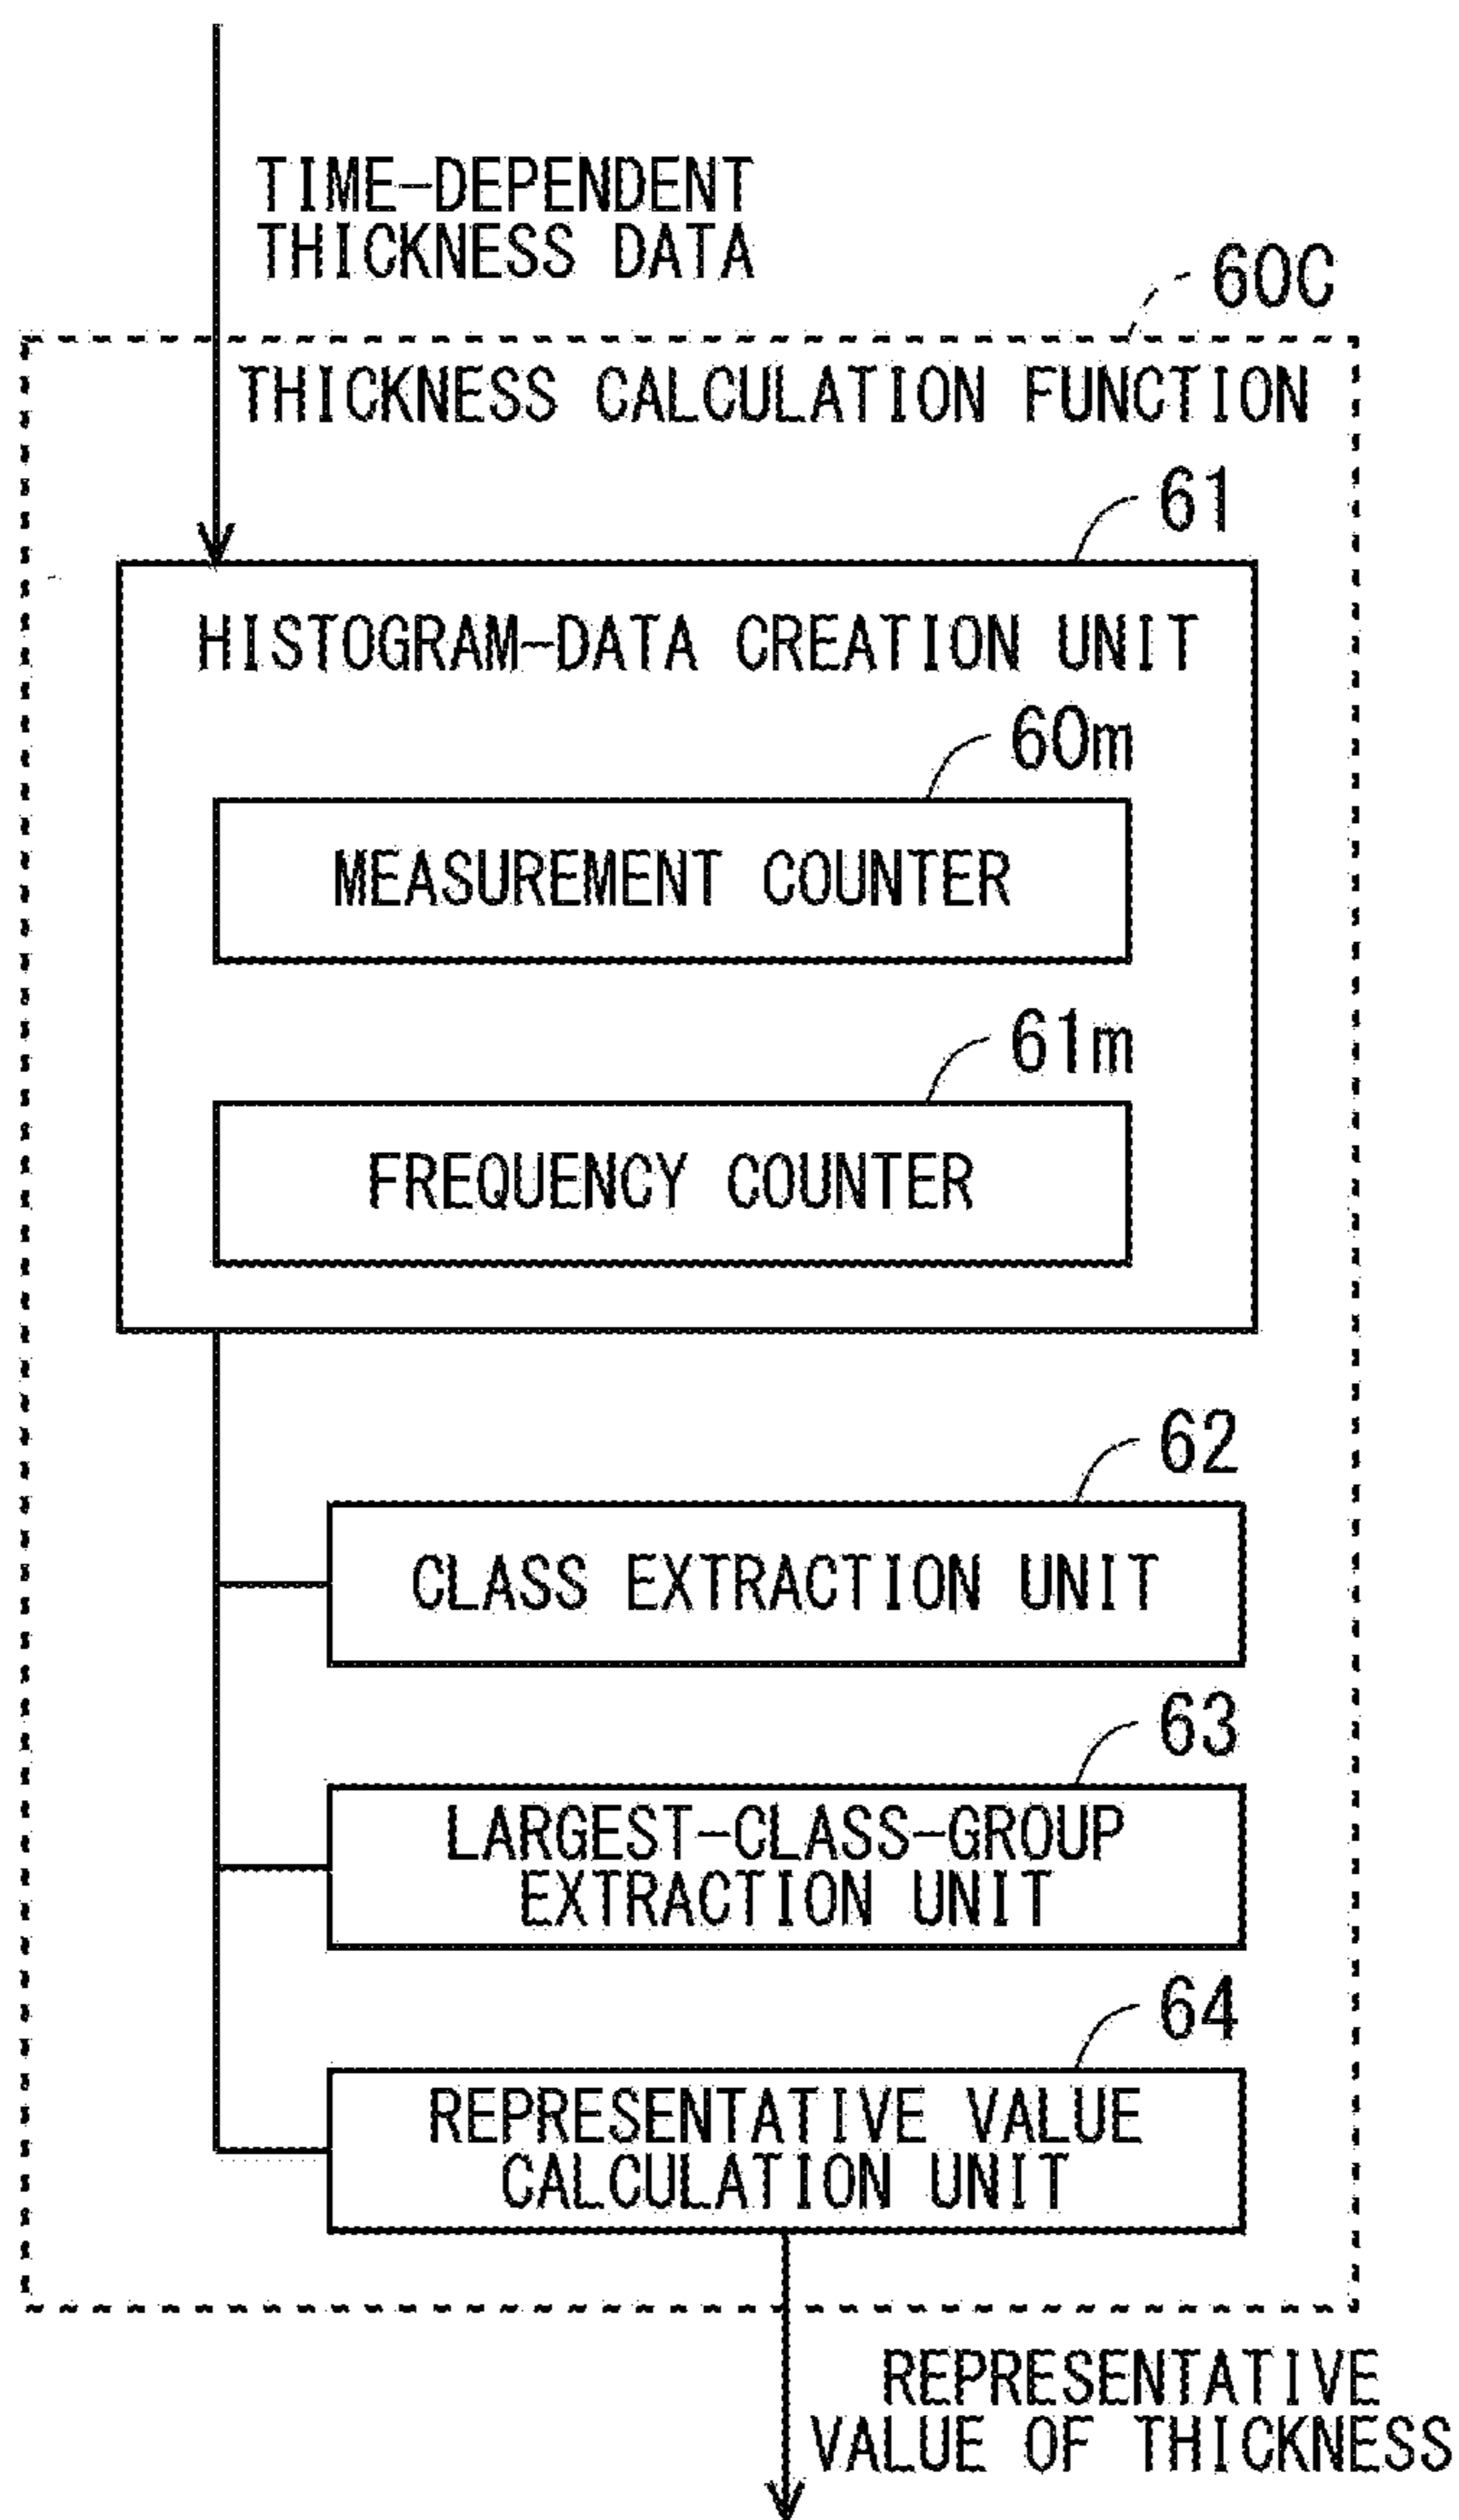 TIME-DEPENDENT
THICKNESS DATA
60C
THICKNESS CALCULATION FUNCTION
61
HISTOGRAM-DATA CREATION UNIT
60m
MEASUREMENT COUNTER
61m
FREQUENCY COUNTER
62
CLASS EXTRACTION UNIT
63
LARGEST-CLASS-GROUP
EXTRACTION UNIT
64
REPRESENTATIVE VALUE
CALCULATION UNIT
REPRESENTATIVE
VALUE OF THICKNESS